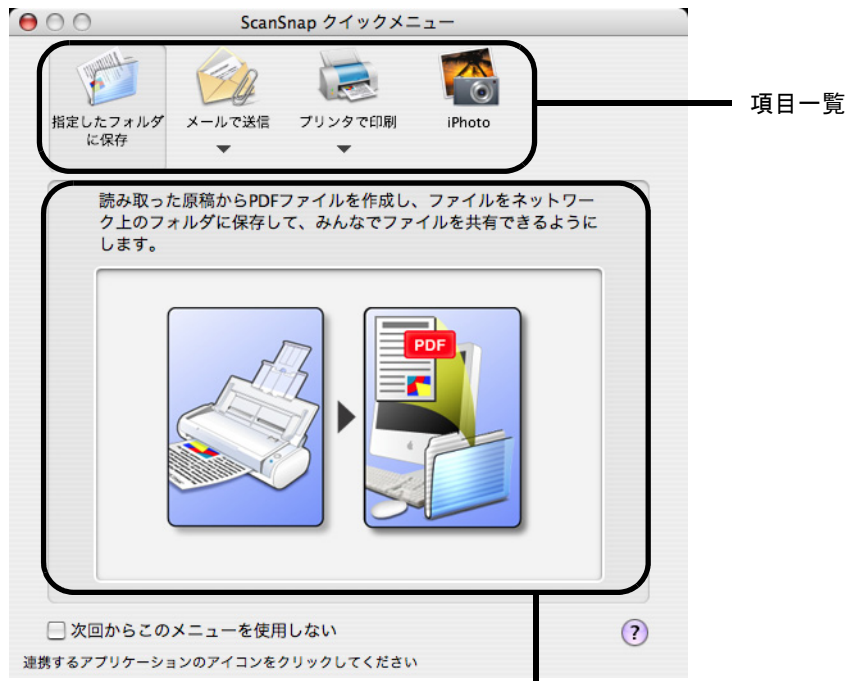 ScanSnap クイックメニュー
指定したフォルダ
に保存
メールで送信
プリンタで印刷
iPhoto
項目一覧
読み取った原稿からPDFファイルを作成し、ファイルをネットワー
ク上のフォルダに保存して、みんなでファイルを共有できるように
します。
PDF
次回からこのメニューを使用しない
?
連携するアプリケーションのアイコンをクリックしてください